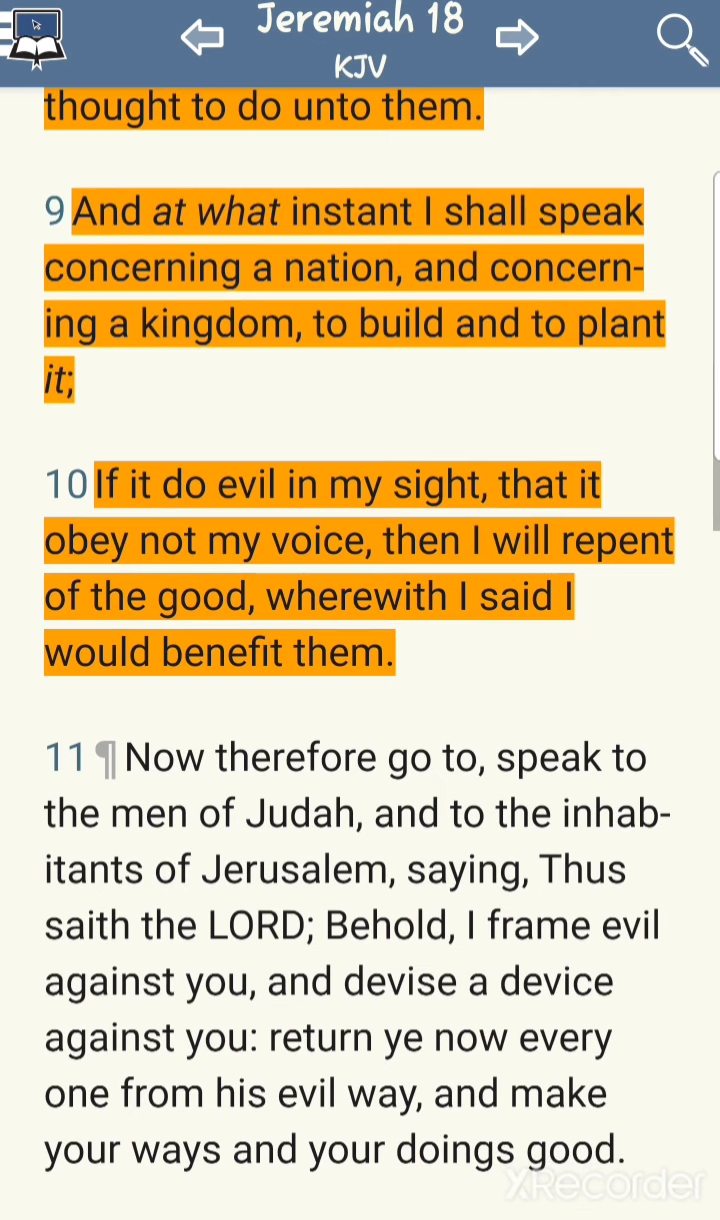 Jeremiah 18
KJV
thought to do unto them.
9 And at what instant I shall speak
concerning a nation, and concern-
ing a kingdom, to build and to plant
it;
10 If it do evil in my sight, that it
obey not my voice, then I will repent
of the good, wherewith I said I
would benefit them.
11 ¶ Now therefore go to, speak to
the men of Judah, and to the inhab-
itants of Jerusalem, saying, Thus
saith the LORD; Behold, I frame evil
against you, and devise a device
against you: return ye now every
one from his evil way, and make
your ways and your doings good.
XRecorder